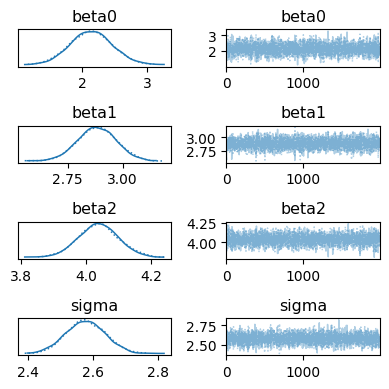 beta0 beta0
3
2
2 3 0 1000
beta1 beta1
3.00
2.75
2.75 3.00 0 1000
beta2 beta2
4.25
4.00
3.8 4.0 4.2 0 1000
sigma sigma
2.75
2.50
2.4 2.6 2.8 0 1000